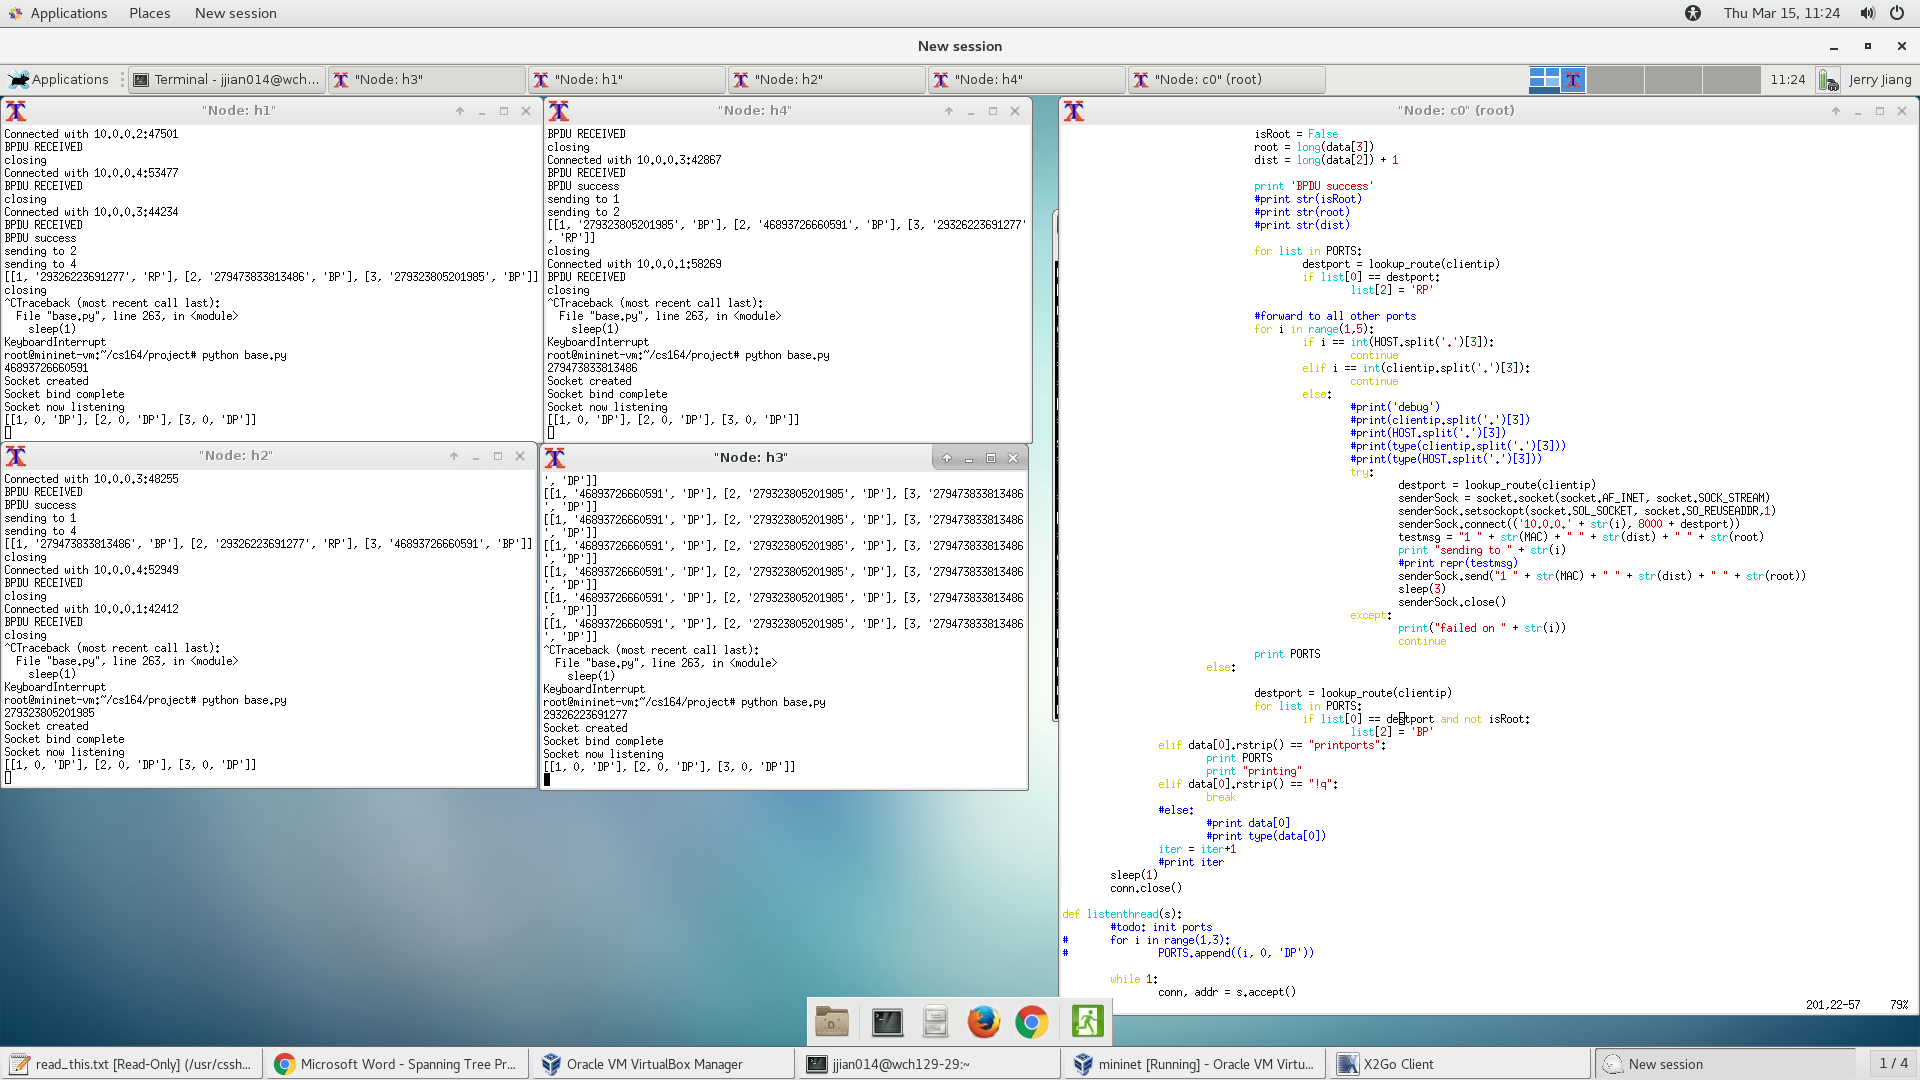 Applications Places New session Thu Mar 15, 11:24
New session
Applications Terminal - jjian014@wch... "Node: h3" "Node: h1" "Node: h2" "Node: h4" "Node: c0" (root) 11:24 Jerry Jiang
"Node: h1"
Connected with 10.0.0.2:47501
BPDU RECEIVED
closing
Connected with 10.0.0.4:53477
BPDU RECEIVED
closing
Connected with 10.0.0.3:44234
BPDU RECEIVED
BPDU success
sending to 2
sending to 4
[[1, '29326223691277', 'RP'], [2, '279473833813486', 'BP'], [3, '279323805201985', 'BP']]
closing
^CTraceback (most recent call last):
  File "base.py", line 263, in <module>
    sleep(1)
KeyboardInterrupt
root@mininet-vm:~/cs164/project# python base.py
46893726660591
Socket created
Socket bind complete
Socket now listening
[[1, 0, 'DP'], [2, 0, 'DP'], [3, 0, 'DP']]
"Node: h4"
BPDU RECEIVED
closing
Connected with 10.0.0.3:42867
BPDU RECEIVED
BPDU success
sending to 1
sending to 2
[[1, '279323805201985', 'BP'], [2, '46893726660591', 'BP'], [3, '29326223691277'
, 'RP']]
closing
Connected with 10.0.0.1:58269
BPDU RECEIVED
closing
^CTraceback (most recent call last):
  File "base.py", line 263, in <module>
    sleep(1)
KeyboardInterrupt
root@mininet-vm:~/cs164/project# python base.py
279473833813486
Socket created
Socket bind complete
Socket now listening
[[1, 0, 'DP'], [2, 0, 'DP'], [3, 0, 'DP']]
"Node: h2"
Connected with 10.0.0.3:48255
BPDU RECEIVED
BPDU success
sending to 1
sending to 4
[[1, '279473833813486', 'BP'], [2, '29326223691277', 'RP'], [3, '46893726660591', 'BP']]
closing
Connected with 10.0.0.4:52949
BPDU RECEIVED
closing
Connected with 10.0.0.1:42412
BPDU RECEIVED
closing
^CTraceback (most recent call last):
  File "base.py", line 263, in <module>
    sleep(1)
KeyboardInterrupt
root@mininet-vm:~/cs164/project# python base.py
279323805201985
Socket created
Socket bind complete
Socket now listening
[[1, 0, 'DP'], [2, 0, 'DP'], [3, 0, 'DP']]
"Node: h3"
', 'DP']]
[[1, '46893726660591', 'DP'], [2, '279323805201985', 'DP'], [3, '279473833813486
', 'DP']]
[[1, '46893726660591', 'DP'], [2, '279323805201985', 'DP'], [3, '279473833813486
', 'DP']]
[[1, '46893726660591', 'DP'], [2, '279323805201985', 'DP'], [3, '279473833813486
', 'DP']]
[[1, '46893726660591', 'DP'], [2, '279323805201985', 'DP'], [3, '279473833813486
', 'DP']]
[[1, '46893726660591', 'DP'], [2, '279323805201985', 'DP'], [3, '279473833813486
', 'DP']]
[[1, '46893726660591', 'DP'], [2, '279323805201985', 'DP'], [3, '279473833813486
', 'DP']]
^CTraceback (most recent call last):
  File "base.py", line 263, in <module>
    sleep(1)
KeyboardInterrupt
root@mininet-vm:~/cs164/project# python base.py
29326223691277
Socket created
Socket bind complete
Socket now listening
[[1, 0, 'DP'], [2, 0, 'DP'], [3, 0, 'DP']]
"Node: c0" (root)
isRoot = False
root = long(data[3])
dist = long(data[2]) + 1
print 'BPDU success'
#print str(isRoot)
#print str(root)
#print str(dist)
for list in PORTS:
destport = lookup_route(clientip)
if list[0] == destport:
list[2] = 'RP'
#forward to all other ports
for i in range(1,5):
if i == int(HOST.split('.')[3]):
continue
elif i == int(clientip.split('.')[3]):
continue
else:
#print('debug')
#print(clientip.split('.')[3])
#print(HOST.split('.')[3])
#print(type(clientip.split('.')[3]))
#print(type(HOST.split('.')[3]))
try:
destport = lookup_route(clientip)
senderSock = socket.socket(socket.AF_INET, socket.SOCK_STREAM)
senderSock.setsockopt(socket.SOL_SOCKET, socket.SO_REUSEADDR,1)
senderSock.connect(('10.0.0.' + str(i), 8000 + destport))
testmsg = "1 " + str(MAC) + " " + str(dist) + " " + str(root)
print "sending to " + str(i)
#print repr(testmsg)
senderSock.send("1 " + str(MAC) + " " + str(dist) + " " + str(root))
sleep(3)
senderSock.close()
except:
print("failed on " + str(i))
continue
print PORTS
else:
destport = lookup_route(clientip)
for list in PORTS:
if list[0] == destport and not isRoot:
list[2] = 'BP'
elif data[0].rstrip() == "printports":
print PORTS
print "printing"
elif data[0].rstrip() == "!q":
break
#else:
#print data[0]
#print type(data[0])
iter = iter+1
#print iter
sleep(1)
conn.close()
def listenthread(s):
#todo: init ports
# for i in range(1,3):
# PORTS.append((i, 0, 'DP'))
while 1:
conn, addr = s.accept()
201,22-57 79%
read_this.txt [Read-Only] (/usr/cssh... Microsoft Word - Spanning Tree Pr... Oracle VM VirtualBox Manager jjian014@wch129-29:~ mininet [Running] - Oracle VM Virtu... X2Go Client New session 1 / 4